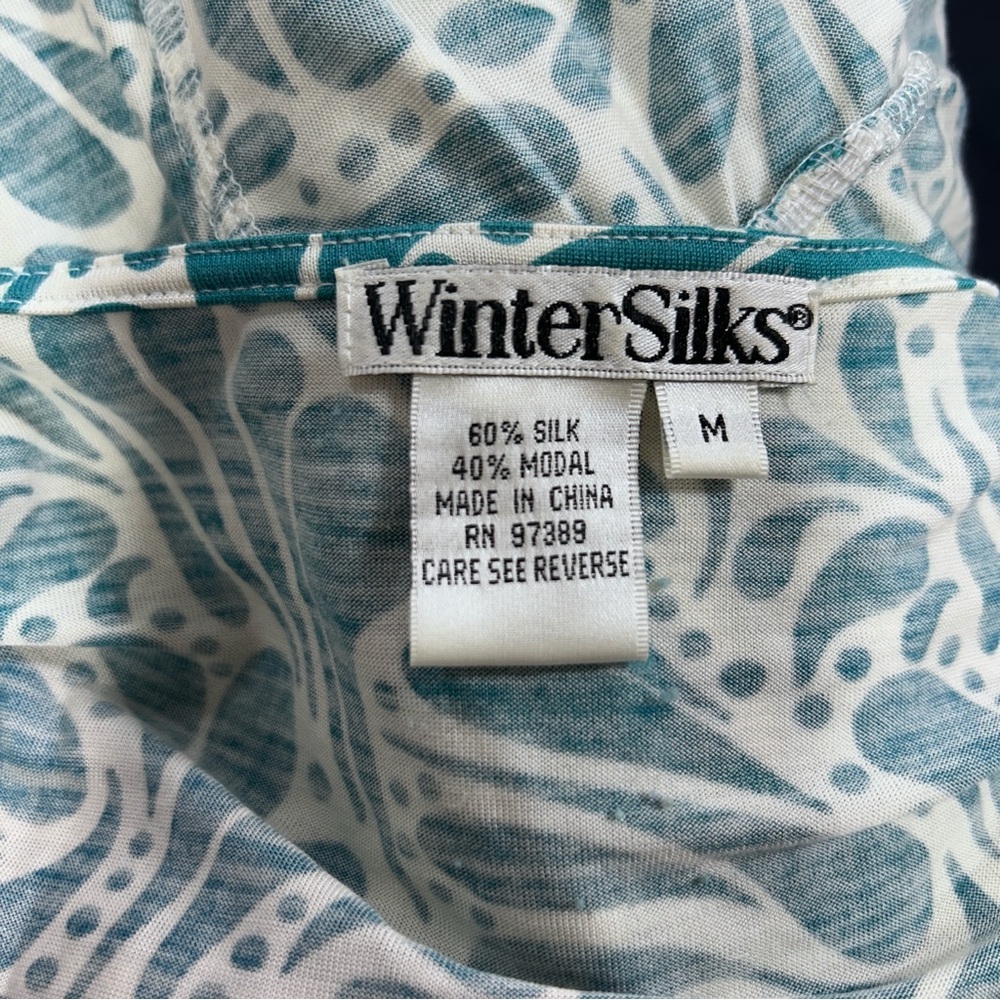 WinterSilks®
M
60% SILK
40% MODAL
MADE IN CHINA
RN 97389
CARE SEE REVERSE